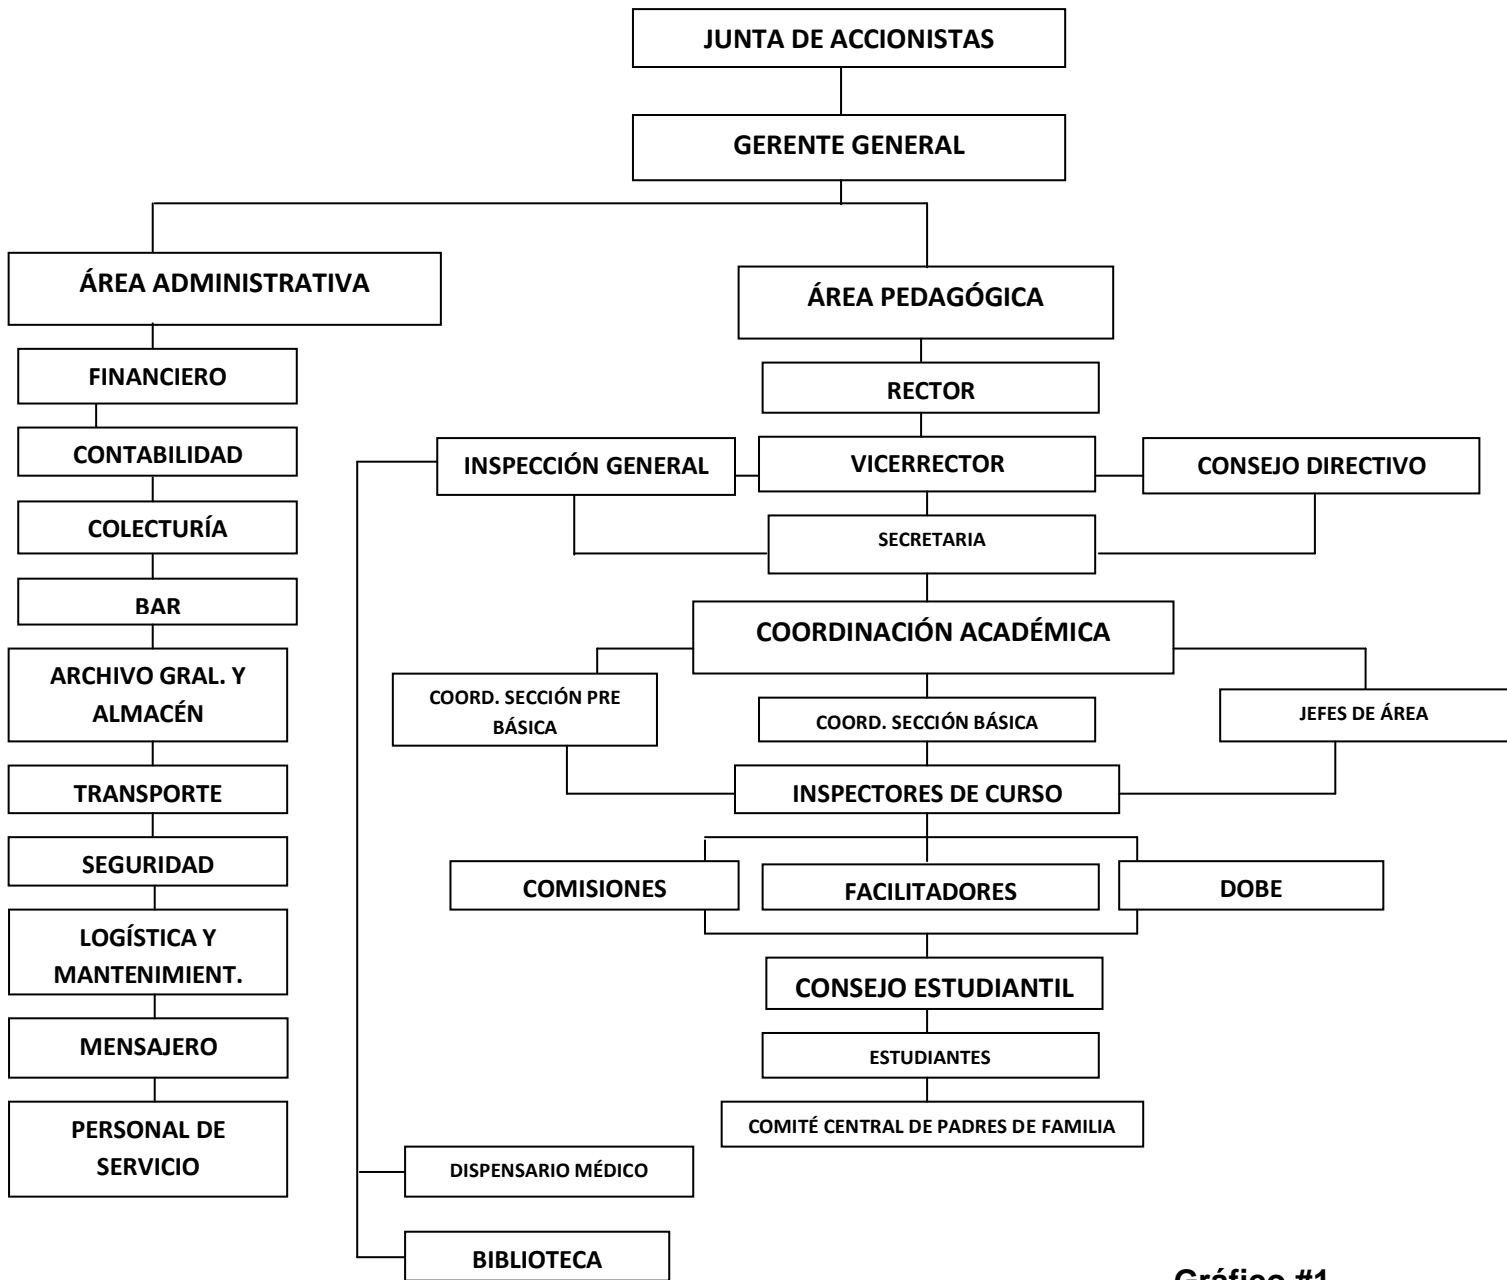 JUNTA DE ACCIONISTAS
GERENTE GENERAL
ÁREA ADMINISTRATIVA
FINANCIERO
CONTABILIDAD
COLECTURÍA
BAR
ARCHIVO GRAL. Y
ALMACÉN
TRANSPORTE
SEGURIDAD
LOGÍSTICA Y
MANTENIMIENT.
MENSAJERO
PERSONAL DE
SERVICIO
ÁREA PEDAGÓGICA
RECTOR
INSPECCIÓN GENERAL
VICERRECTOR
CONSEJO DIRECTIVO
SECRETARIA
COORDINACIÓN ACADÉMICA
COORD. SECCIÓN PRE
BÁSICA
COORD. SECCIÓN BÁSICA
JEFES DE ÁREA
INSPECTORES DE CURSO
COMISIONES
FACILITADORES
DOBE
CONSEJO ESTUDIANTIL
ESTUDIANTES
COMITÉ CENTRAL DE PADRES DE FAMILIA
DISPENSARIO MÉDICO
BIBLIOTECA
Gráfico #1